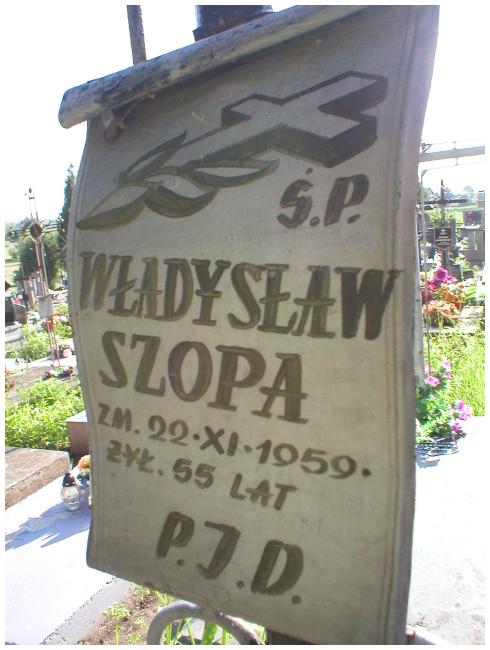 Ś.P.
WŁADYSŁAW
SZOPA
ZM. 22·XI·1959.
ŻYŁ. 55 LAT
P.J.D.